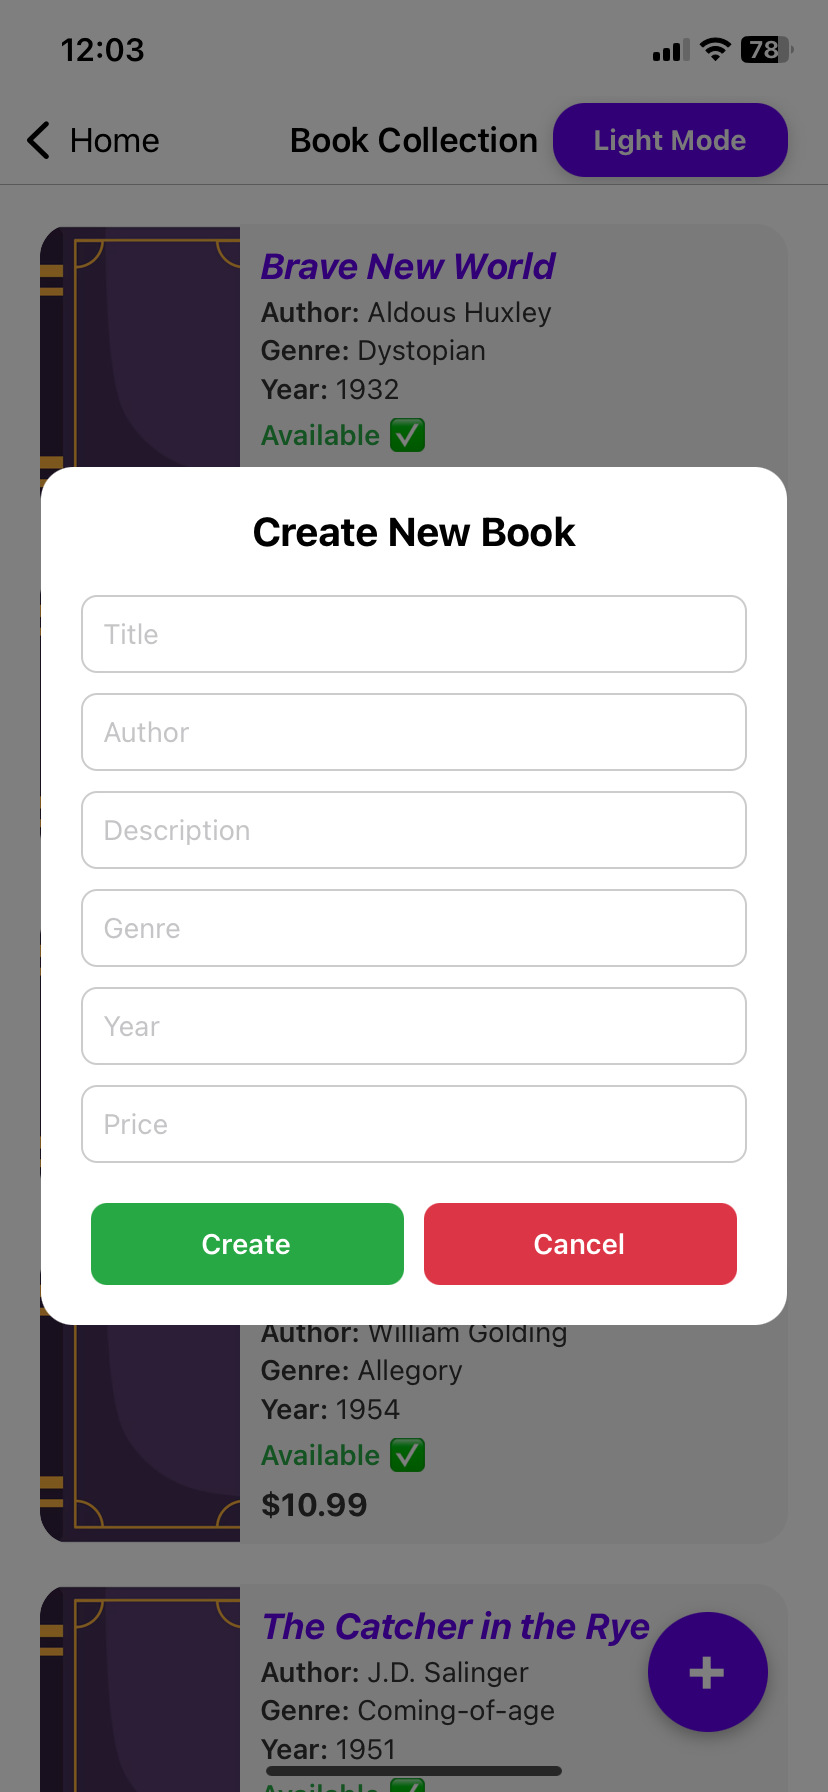 12:03
78
Home
Book Collection
Light Mode
Brave New World
Author: Aldous Huxley
Genre: Dystopian
Year: 1932
Available ✅
Create New Book
Title
Author
Description
Genre
Year
Price
Create
Cancel
Author: William Golding
Genre: Allegory
Year: 1954
Available ✅
$10.99
The Catcher in the Rye
Author: J.D. Salinger
Genre: Coming-of-age
+
Year: 1951
Available ✅